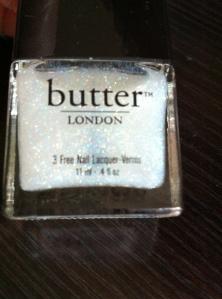 butter™
LONDON
3 Free Nail Lacquer-Vernis
11 ml - .4 fl oz